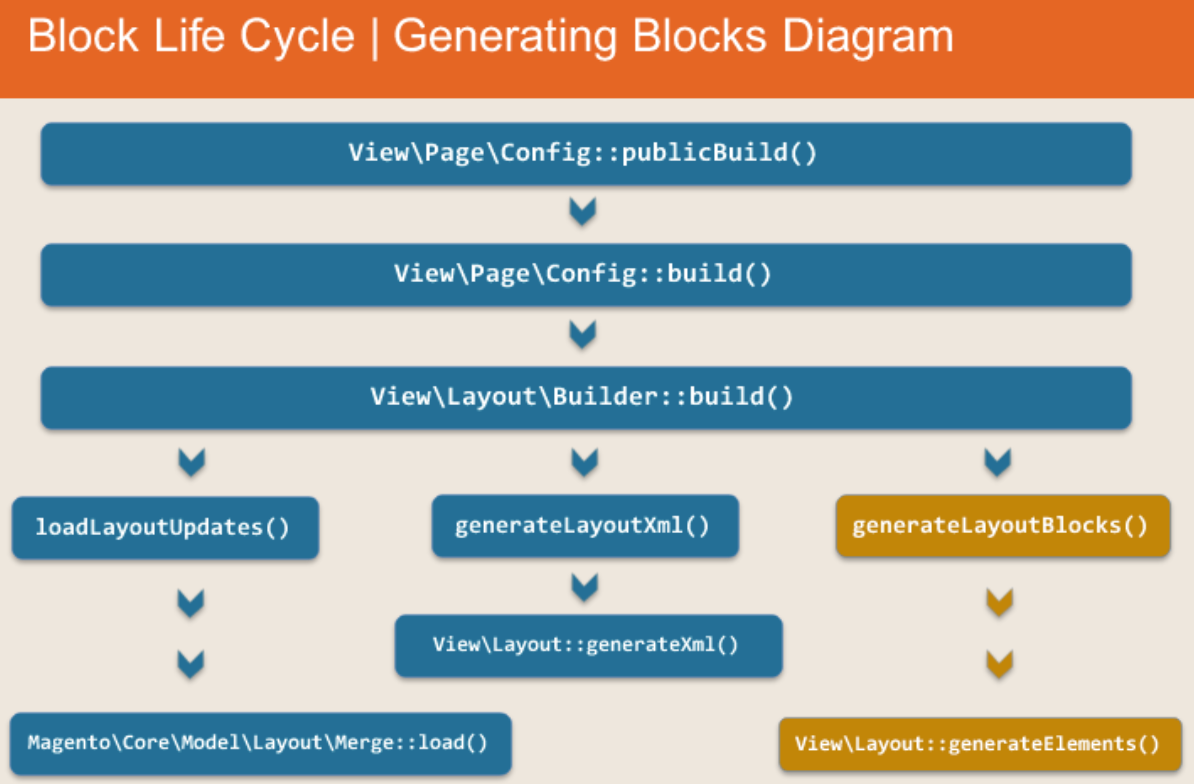 Block Life Cycle | Generating Blocks Diagram
View\Page\Config::publicBuild()
View\Page\Config::build()
View\Layout\Builder::build()
loadLayoutUpdates()
generateLayoutXml()
generateLayoutBlocks()
View\Layout::generateXml()
Magento\Core\Model\Layout\Merge::load()
View\Layout::generateElements()